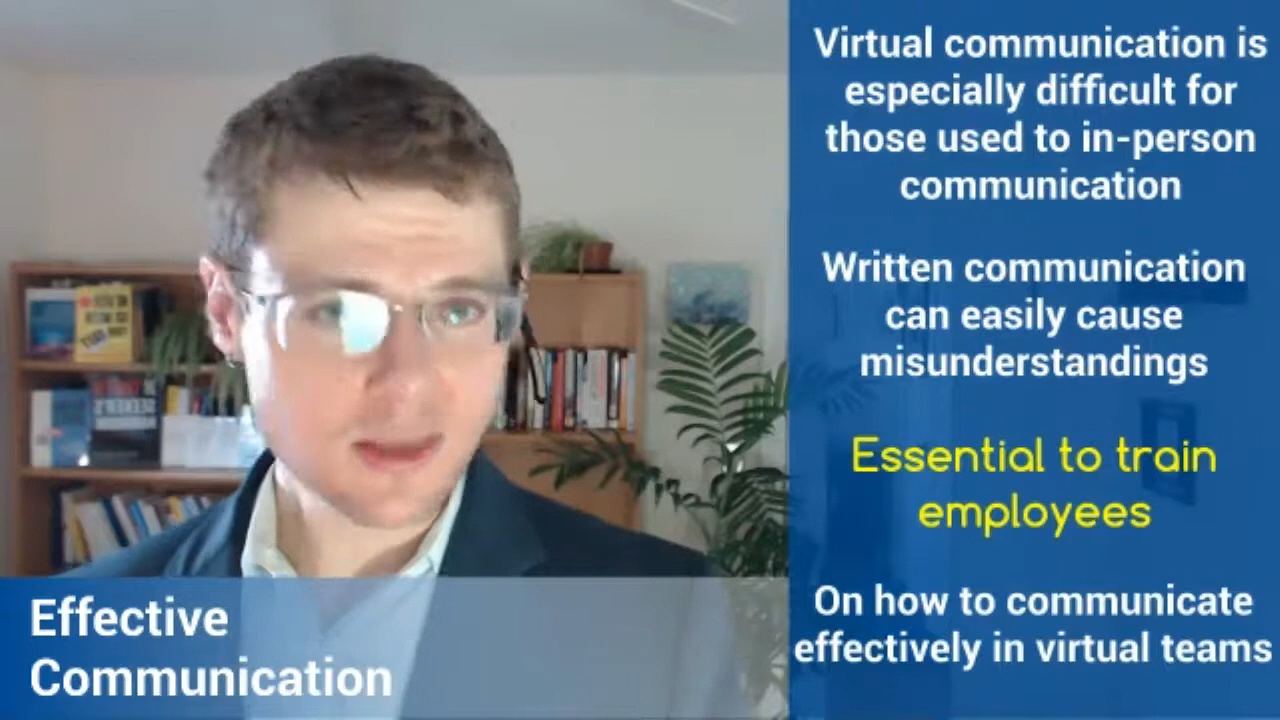 Virtual communication is
especially difficult for
those used to in-person
communication
Written communication
can easily cause
misunderstandings
Essential to train
employees
On how to communicate
effectively in virtual teams
Effective
Communication